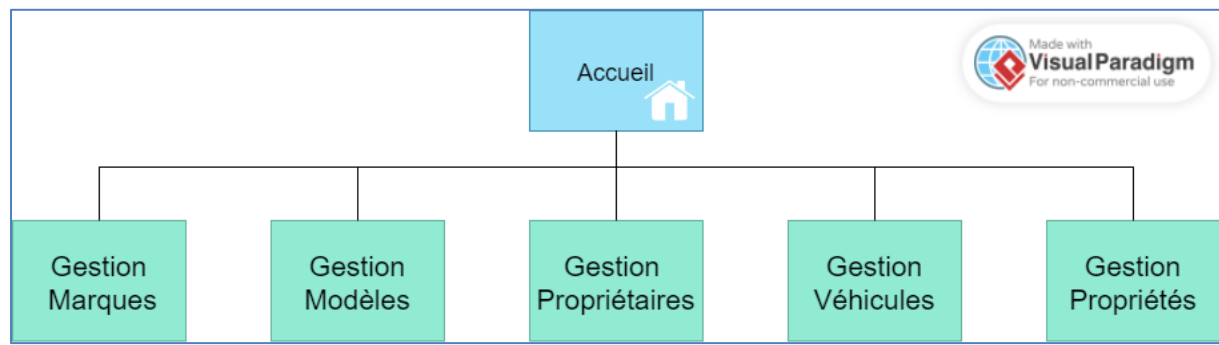 Accueil
Made with
Visual Paradigm
For non-commercial use
Gestion
Marques
Gestion
Modèles
Gestion
Propriétaires
Gestion
Véhicules
Gestion
Propriétés